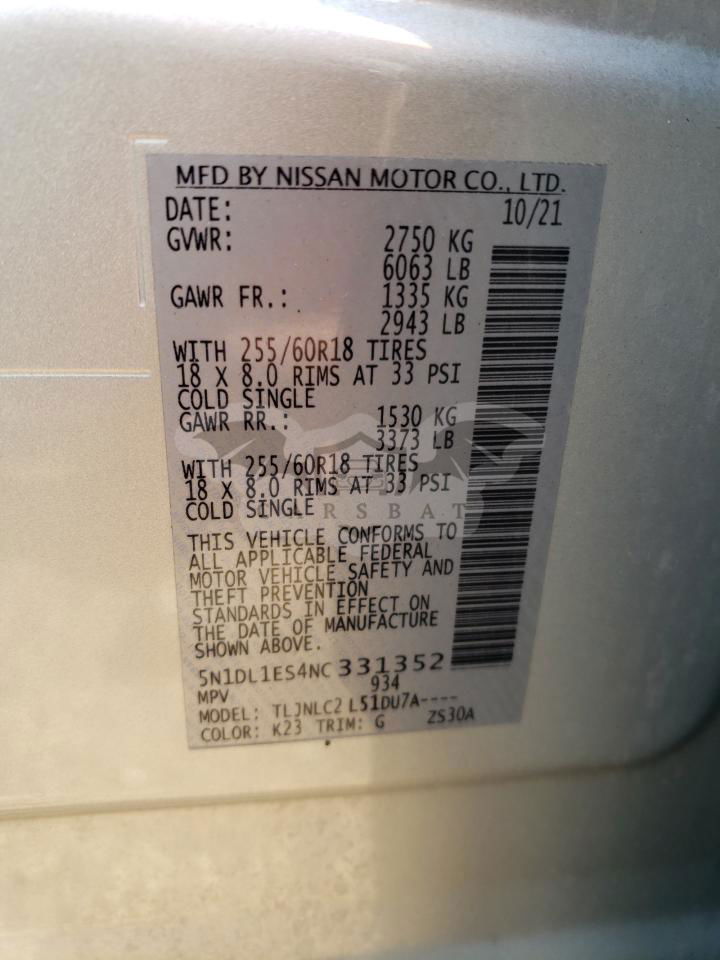 MFD BY NISSAN MOTOR CO., LTD.
DATE: 10/21
GVWR: 2750 KG
6063 LB
GAWR FR.: 1335 KG
2943 LB
WITH 255/60R18 TIRES
18 X 8.0 RIMS AT 33 PSI
COLD SINGLE
GAWR RR.: 1530 KG
3373 LB
WITH 255/60R18 TIRES
18 X 8.0 RIMS AT 33 PSI
COLD SINGLE
THIS VEHICLE CONFORMS TO
ALL APPLICABLE FEDERAL
MOTOR VEHICLE SAFETY AND
THEFT PREVENTION
STANDARDS IN EFFECT ON
THE DATE OF MANUFACTURE
SHOWN ABOVE.
5N1DL1ES4NC331352
MPV 934
MODEL: TLJNLC2 L51DU7A----
COLOR: K23 TRIM: G ZS30A